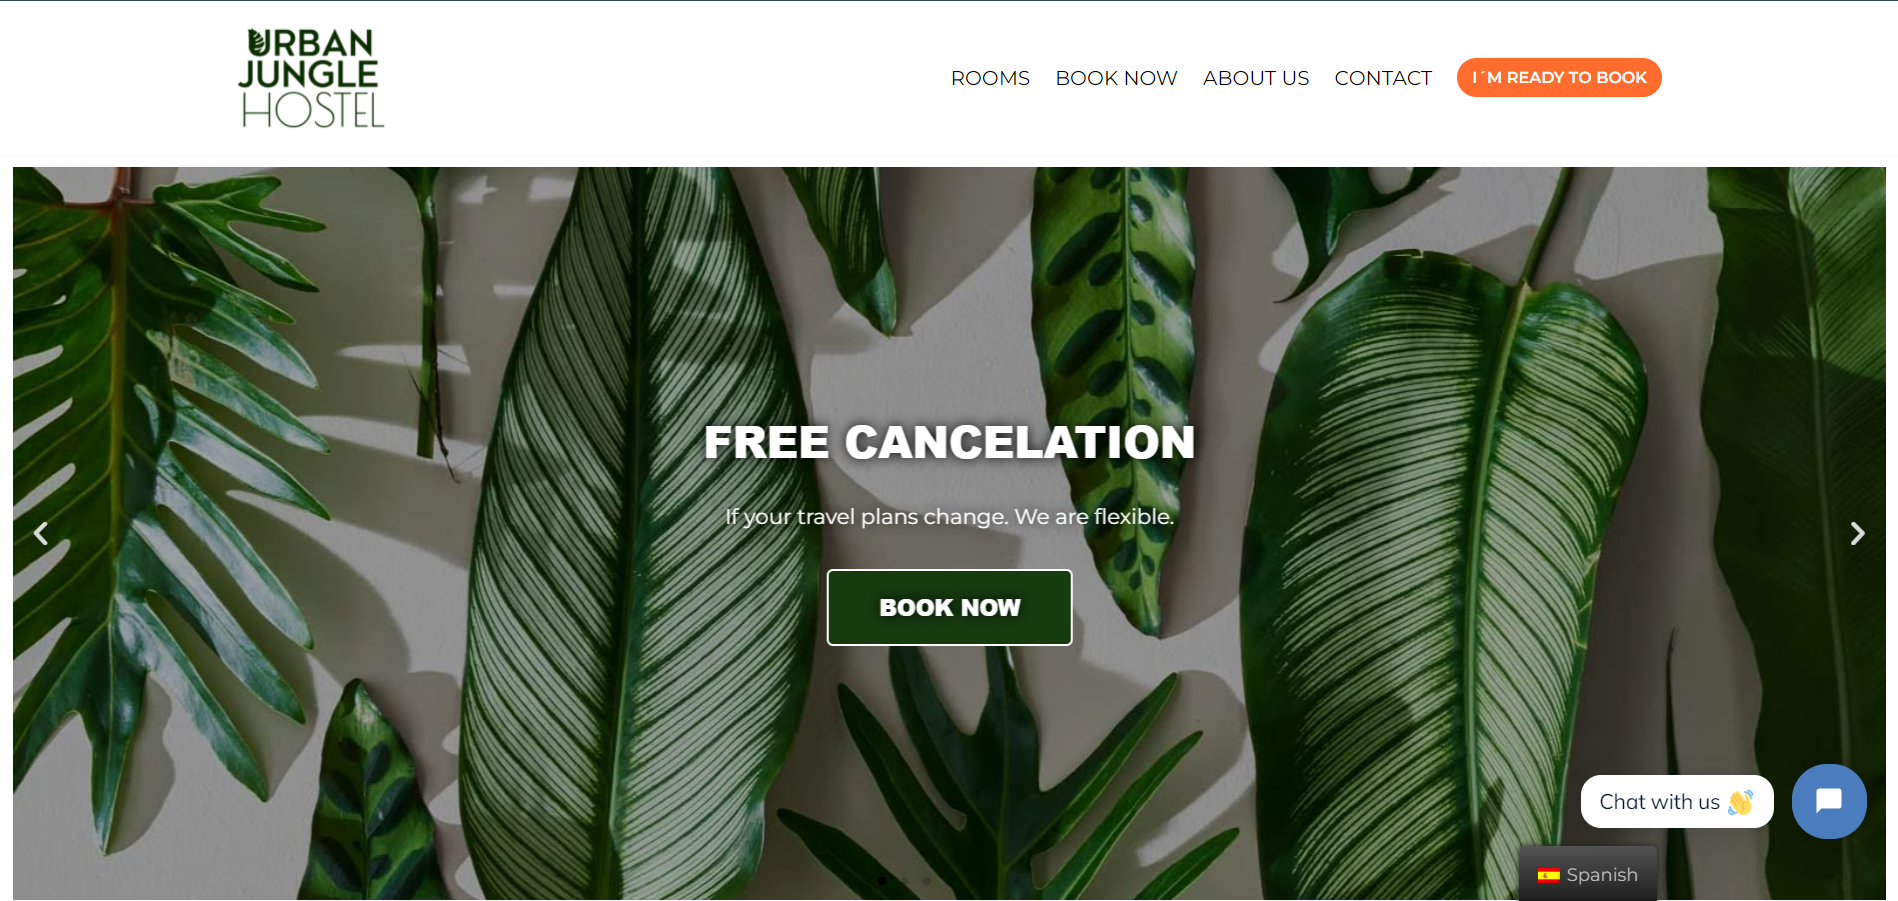 URBAN
JUNGLE
HOSTEL
ROOMS
BOOK NOW
ABOUT US
CONTACT
I´M READY TO BOOK
FREE CANCELATION
If your travel plans change. We are flexible.
BOOK NOW
Chat with us 👋
Spanish